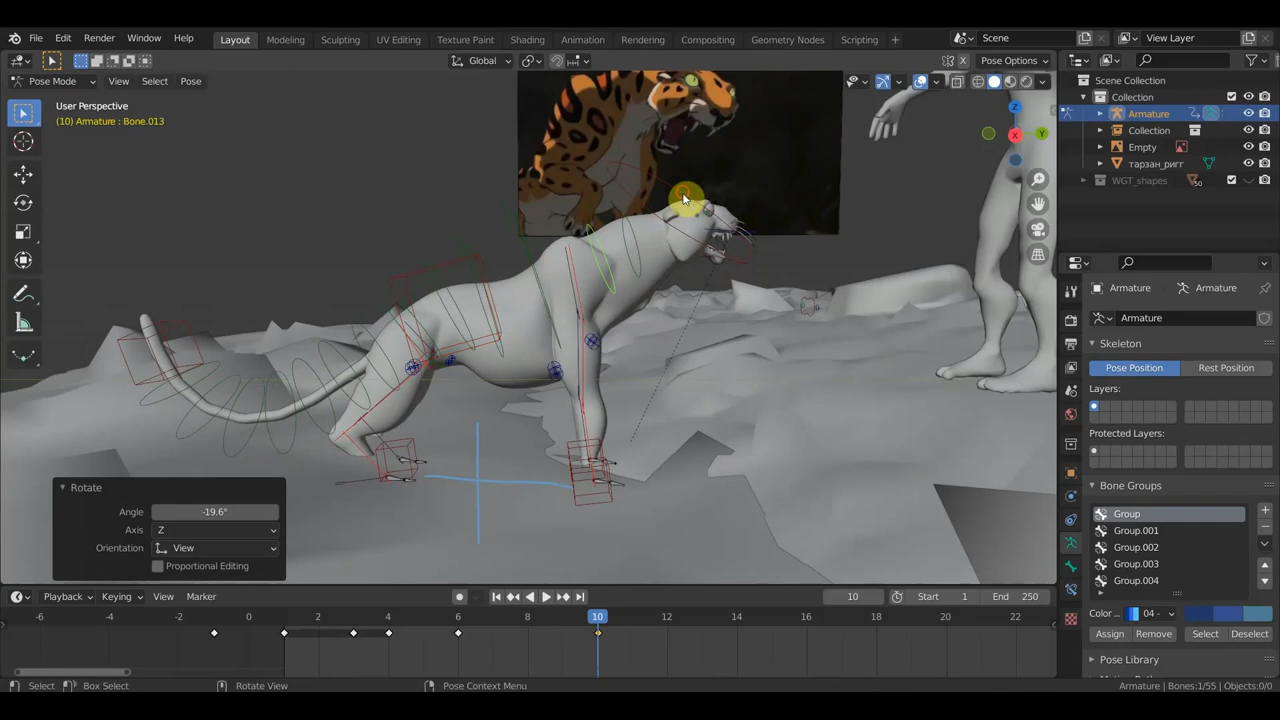 File Edit Render Window Help Layout Modeling Sculpting UV Editing Texture Paint Shading Animation Rendering Compositing Geometry Nodes Scripting + Scene View Layer
Global Pose Options
Pose Mode View Select Pose
User Perspective
(10) Armature : Bone.013
Z
X
Y
Scene Collection
Collection
Armature
Collection
Empty
тарзан_ригг
WGT_shapes 50
Armature Armature
Armature
Skeleton
Pose Position Rest Position
Layers:
Protected Layers:
Bone Groups
Group
Group.001
Group.002
Group.003
Group.004
Color ... 04 -
Assign Remove Select Deselect
Pose Library
Rotate
Angle -19.6°
Axis Z
Orientation View
Proportional Editing
Playback Keying View Marker 10 Start 1 End 250
-6 -4 -2 2 4 6 8 10 12 14 16 18 20 22
Select Box Select Rotate View Pose Context Menu Armature | Bones:1/55 | Objects:0/0